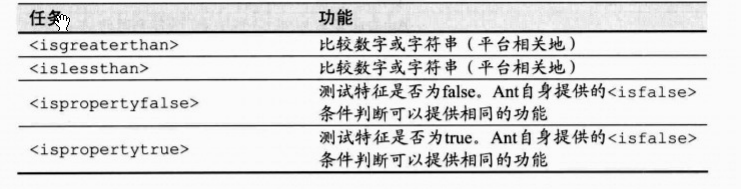 任务 功能
<isgreaterthan> 比较数字或字符串（平台相关地）
<islessthan> 比较数字或字符串（平台相关地）
<ispropertyfalse> 测试特征是否为false。Ant自身提供的<isfalse>
条件判断可以提供相同的功能
<ispropertytrue> 测试特征是否为true。Ant自身提供的<isfalse>
条件判断可以提供相同的功能